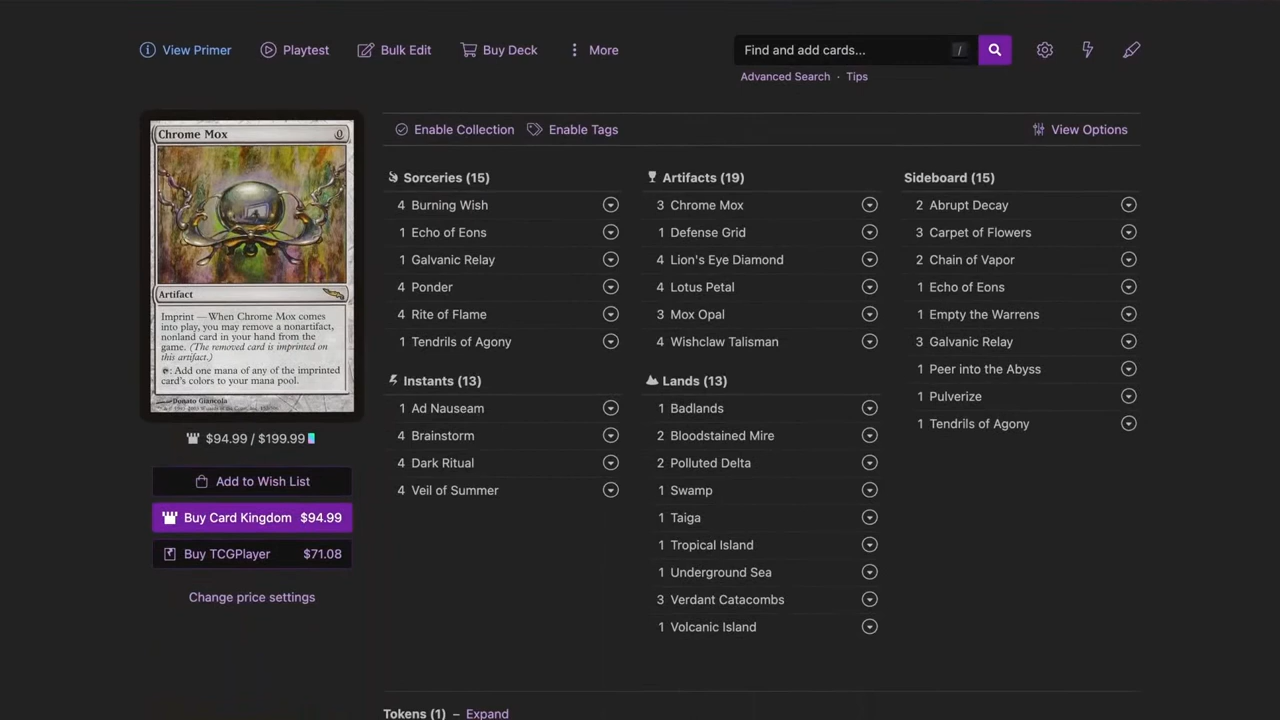 View Primer
Playtest
Bulk Edit
Buy Deck
More
Find and add cards...
/
Advanced Search · Tips
Chrome Mox
0
Artifact
Imprint — When Chrome Mox comes
into play, you may remove a nonartifact,
nonland card in your hand from the
game. (The removed card is imprinted on
this artifact.)
: Add one mana of any of the imprinted
card's colors to your mana pool.
Donato Giancola
$94.99 / $199.99
Add to Wish List
Buy Card Kingdom $94.99
Buy TCGPlayer $71.08
Change price settings
Enable Collection
Enable Tags
View Options
Sorceries (15)
4 Burning Wish
1 Echo of Eons
1 Galvanic Relay
4 Ponder
4 Rite of Flame
1 Tendrils of Agony
Instants (13)
1 Ad Nauseam
4 Brainstorm
4 Dark Ritual
4 Veil of Summer
Artifacts (19)
3 Chrome Mox
1 Defense Grid
4 Lion's Eye Diamond
4 Lotus Petal
3 Mox Opal
4 Wishclaw Talisman
Lands (13)
1 Badlands
2 Bloodstained Mire
2 Polluted Delta
1 Swamp
1 Taiga
1 Tropical Island
1 Underground Sea
3 Verdant Catacombs
1 Volcanic Island
Sideboard (15)
2 Abrupt Decay
3 Carpet of Flowers
2 Chain of Vapor
1 Echo of Eons
1 Empty the Warrens
3 Galvanic Relay
1 Peer into the Abyss
1 Pulverize
1 Tendrils of Agony
Tokens (1) – Expand